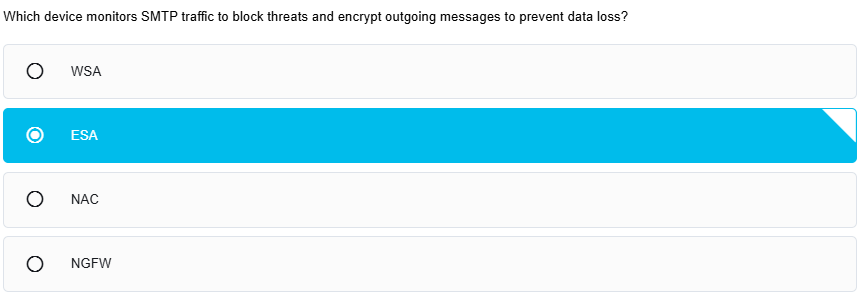 Which device monitors SMTP traffic to block threats and encrypt outgoing messages to prevent data loss?
WSA
ESA
NAC
NGFW